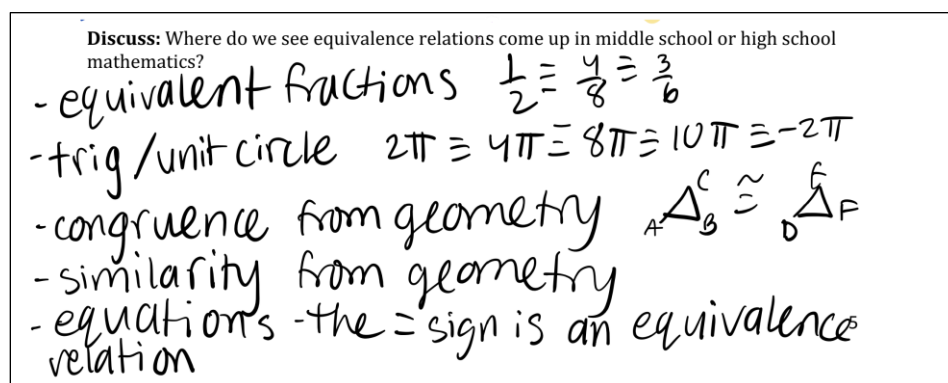 Discuss: Where do we see equivalence relations come up in middle school or high school
mathematics?
- equivalent fractions 1/2 ≡ 4/8 ≡ 3/6
- trig/unit circle 2π ≡ 4π ≡ 8π ≡ 10π ≡ -2π
- congruence from geometry A△B C ≅ D△F E
- similarity from geometry
- equations - the = sign is an equivalence
relation